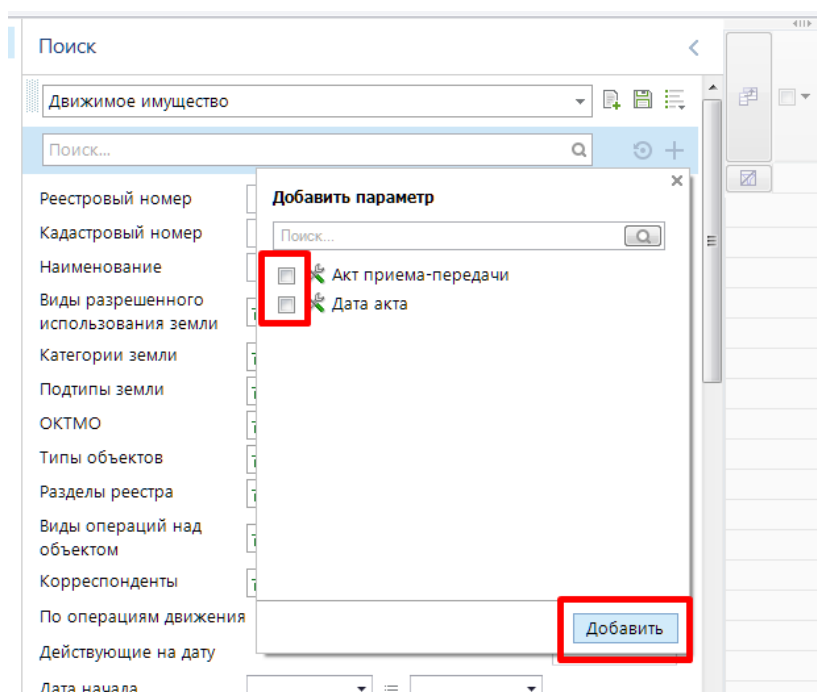 Поиск
Движимое имущество
Поиск...
Добавить параметр
Поиск...
Акт приема-передачи
Дата акта
Добавить
Реестровый номер
Кадастровый номер
Наименование
Виды разрешенного
использования земли
Категории земли
Подтипы земли
ОКТМО
Типы объектов
Разделы реестра
Виды операций над
объектом
Корреспонденты
По операциям движения
Действующие на дату
Дата начала